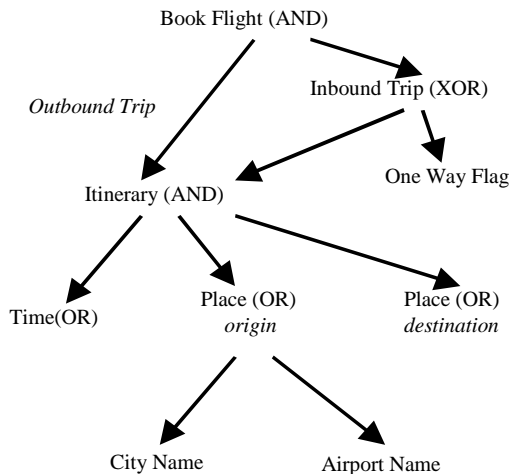 Book Flight (AND)
Inbound Trip (XOR)
Outbound Trip
One Way Flag
Itinerary (AND)
Time(OR)
Place (OR)
origin
Place (OR)
destination
City Name
Airport Name